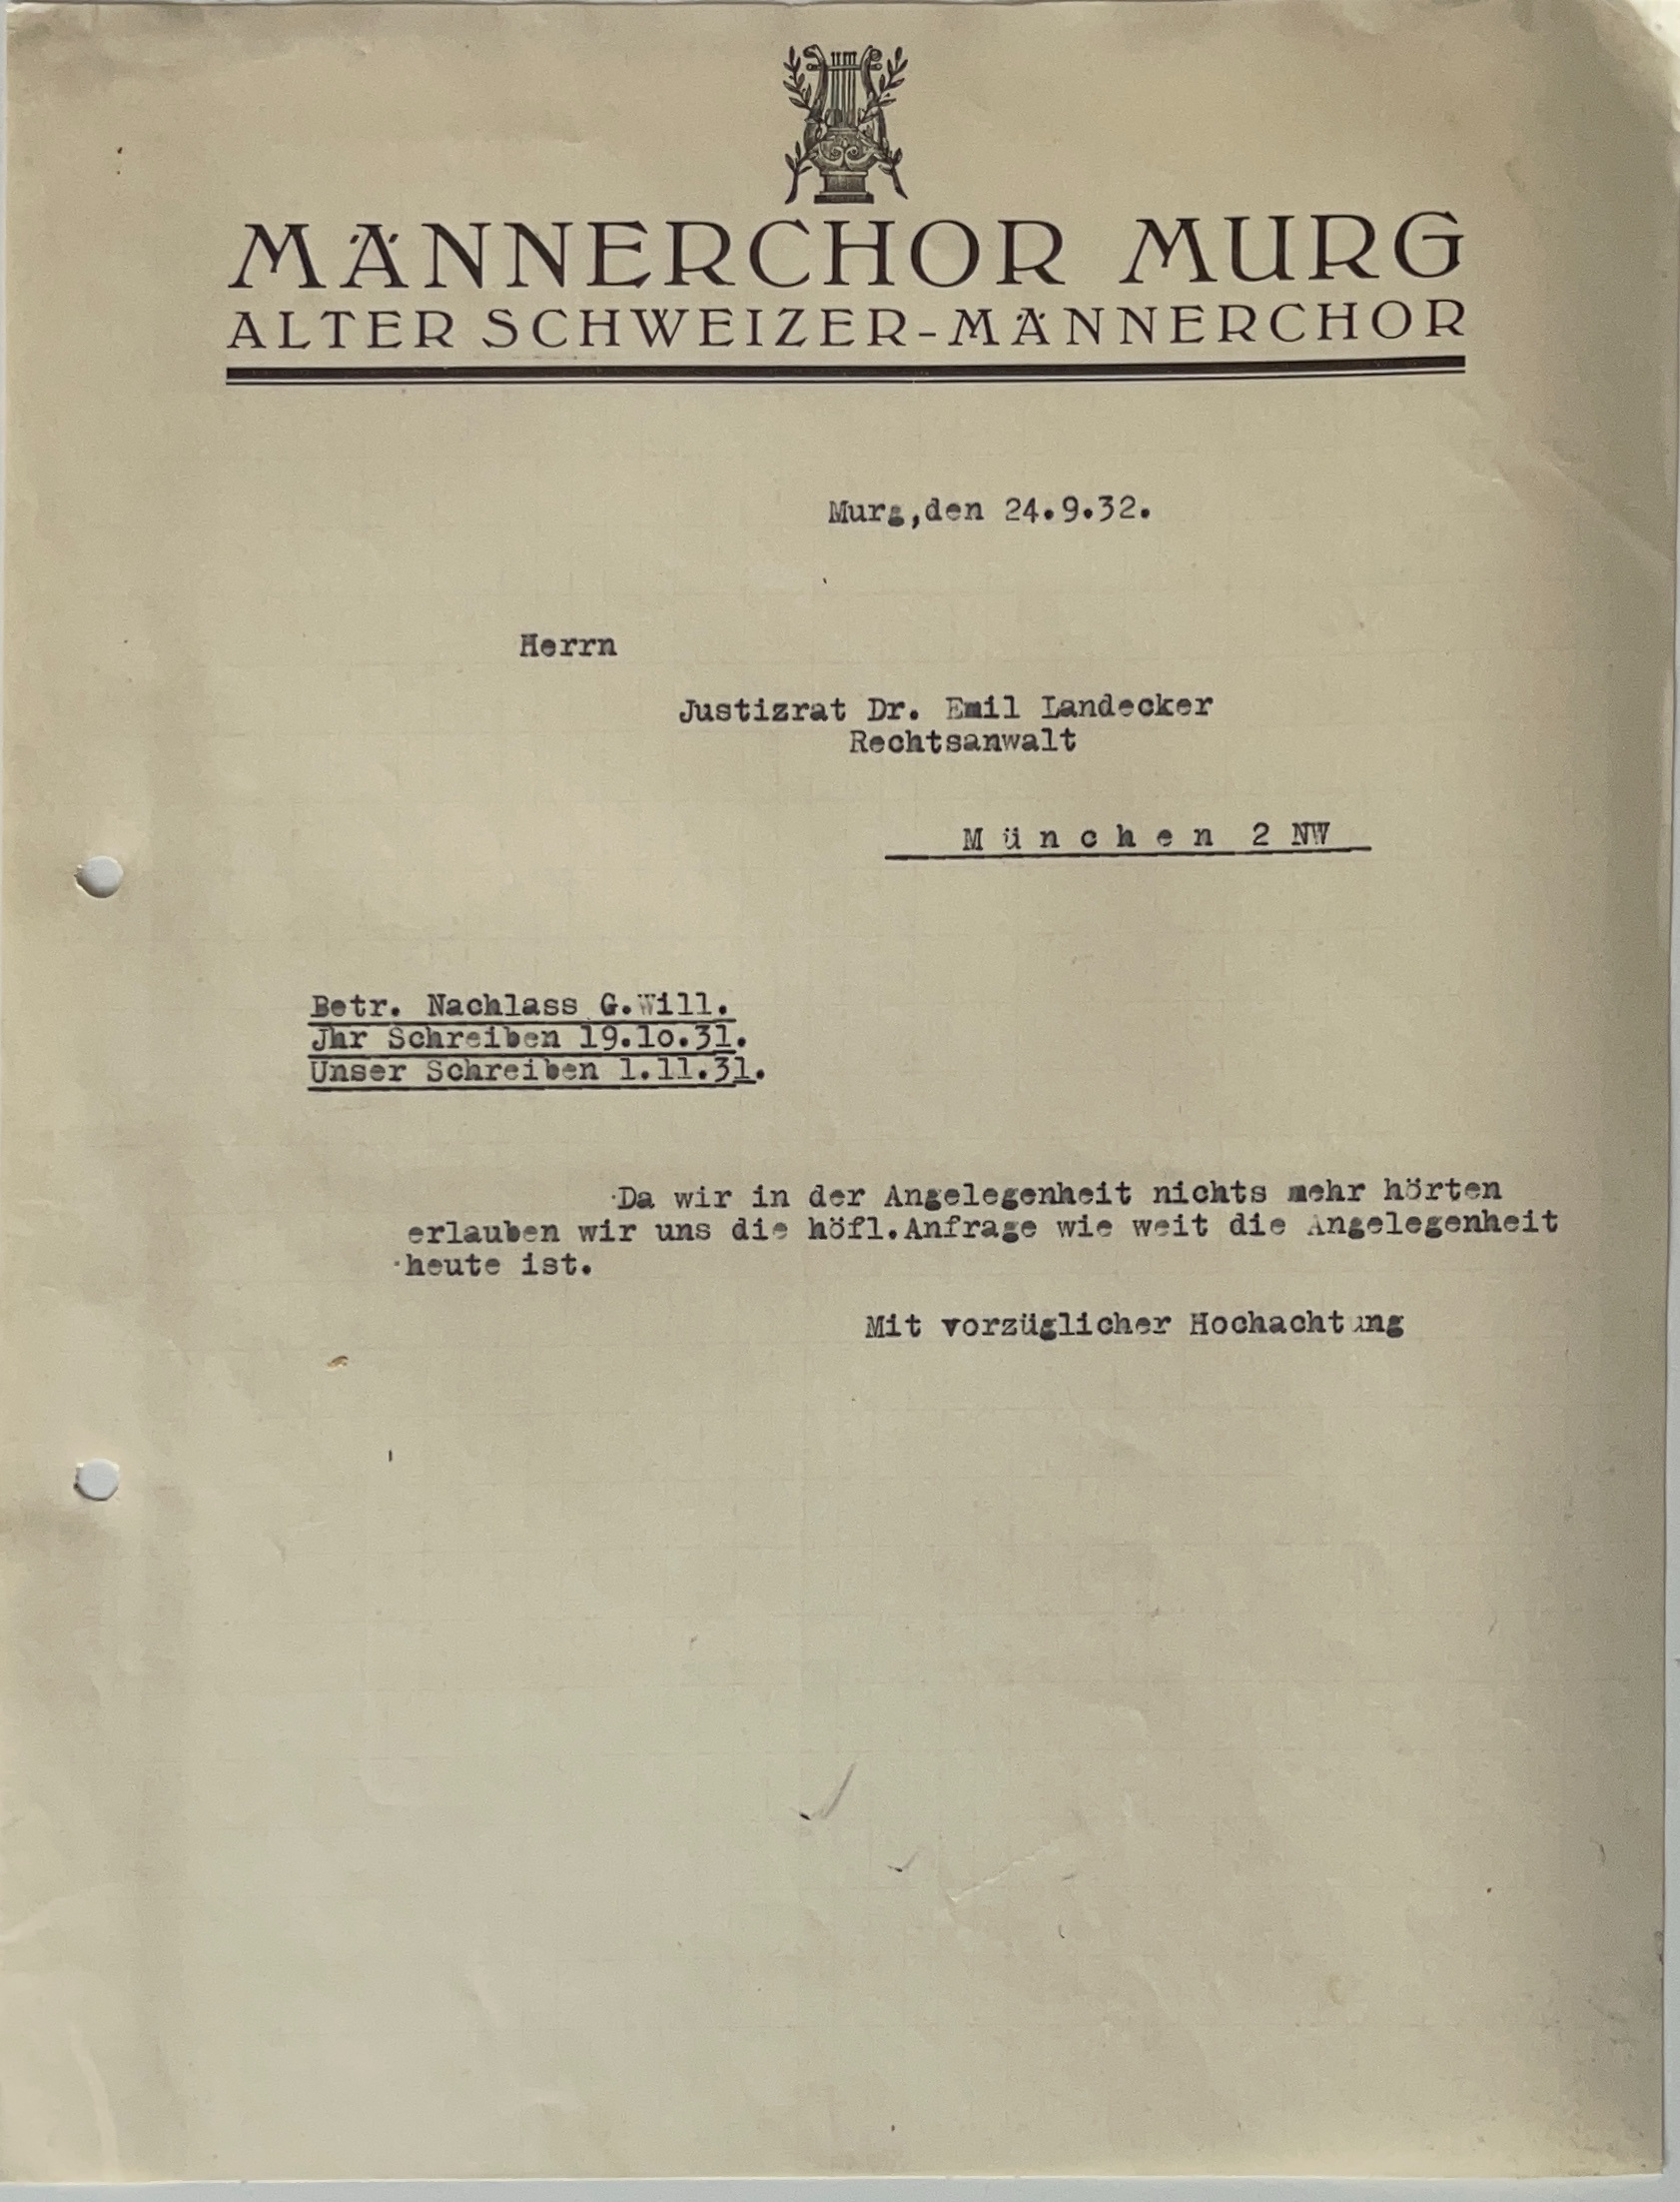 MÄNNERCHOR MURG
ALTER SCHWEIZER-MÄNNERCHOR
Murg,den 24.9.32.
Herrn
Justizrat Dr. Emil Landecker
Rechtsanwalt
M ü n c h e n 2 NW
Betr. Nachlass G.Will.
Jhr Schreiben 19.lo.31.
Unser Schreiben 1.11.31.
Da wir in der Angelegenheit nichts mehr hörten
erlauben wir uns die höfl.Anfrage wie weit die Angelegenheit
heute ist.
Mit vorzüglicher Hochachtung